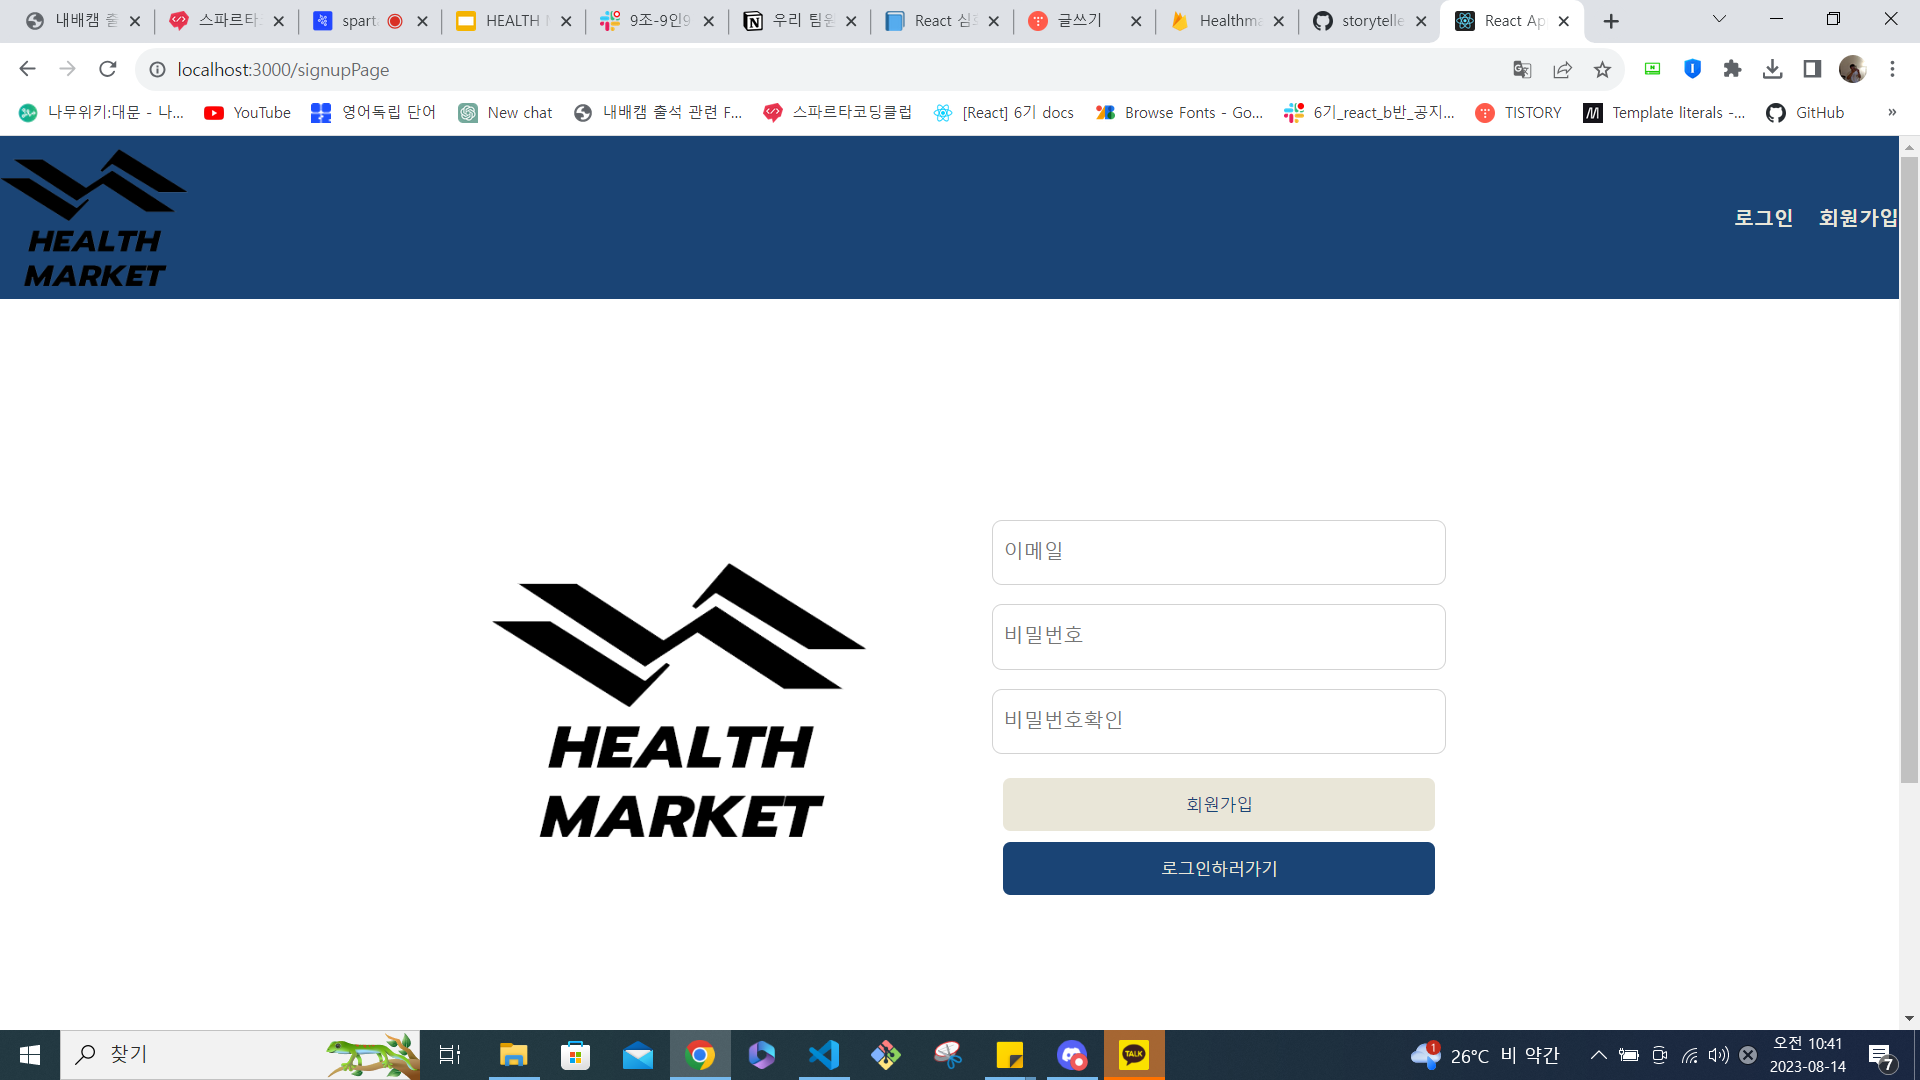 내배캠 출
스파르타
spart
HEALTH
9조-9인9
우리 팀원
React 심
글쓰기
Healthma
storytelle
React Ap
localhost:3000/signupPage
나무위키:대문 - 나...
YouTube
영어독립 단어
New chat
내배캠 출석 관련 F...
스파르타코딩클럽
[React] 6기 docs
Browse Fonts - Go...
6기_react_b반_공지...
TISTORY
Template literals -...
GitHub
»
HEALTH
MARKET
로그인
회원가입
HEALTH
MARKET
이메일
비밀번호
비밀번호확인
회원가입
로그인하러가기
찾기
TALK
1
26°C 비 약간
오전 10:41
2023-08-14
7